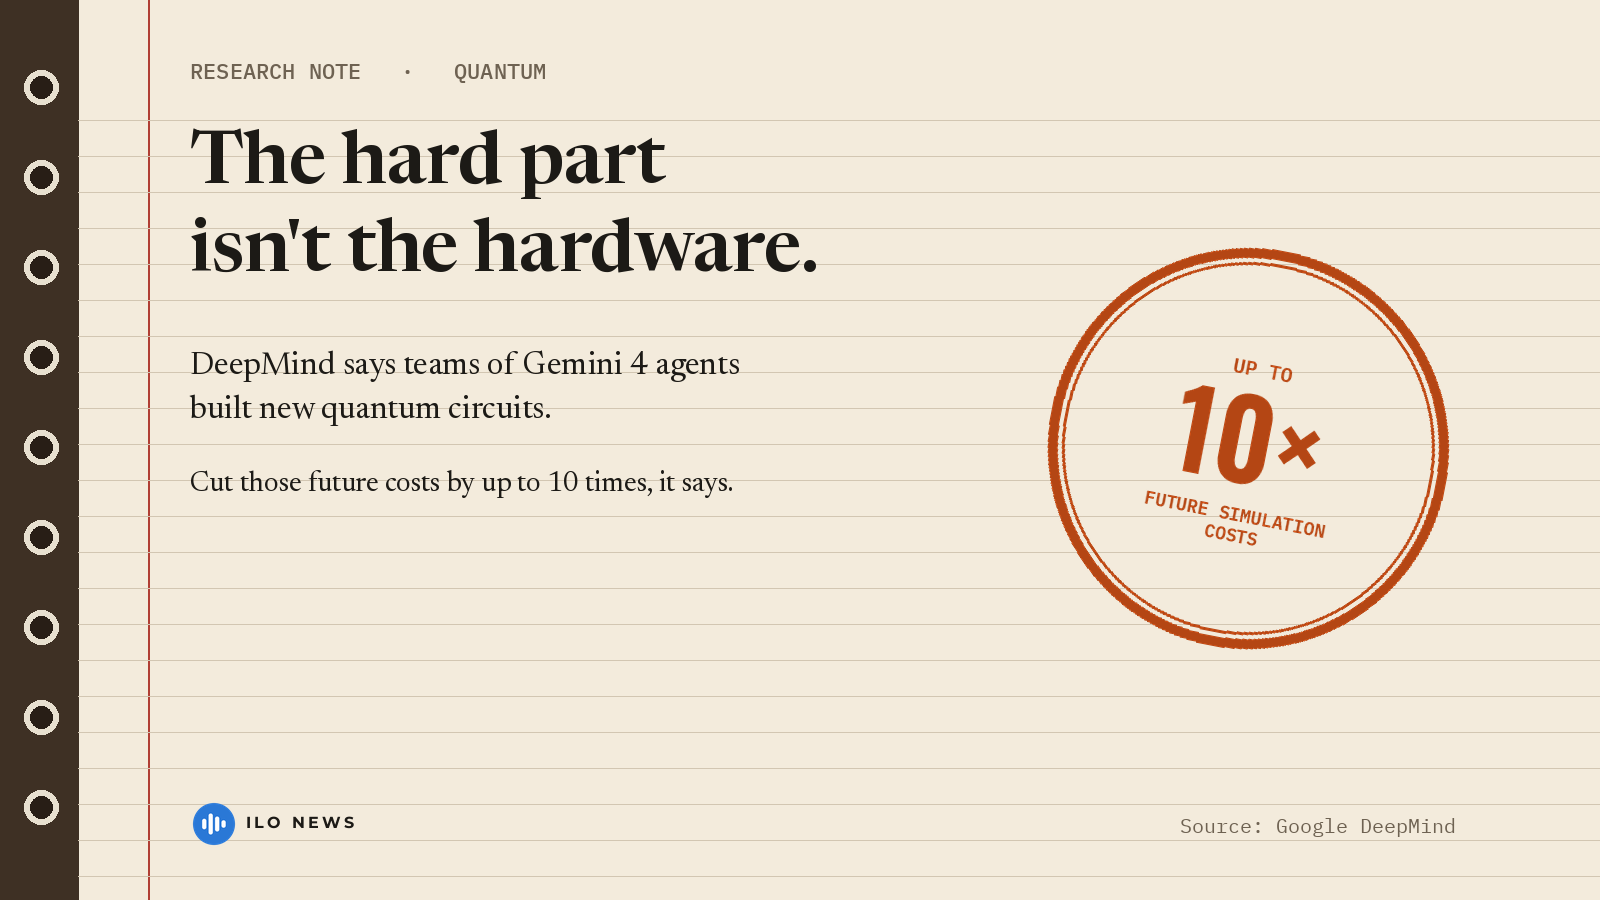 RESEARCH NOTE · QUANTUM
The hard part
isn't the hardware.
DeepMind says teams of Gemini 4 agents
built new quantum circuits.
Cut those future costs by up to 10 times, it says.
UP TO
10×
FUTURE SIMULATION
COSTS
ILO NEWS
Source: Google DeepMind